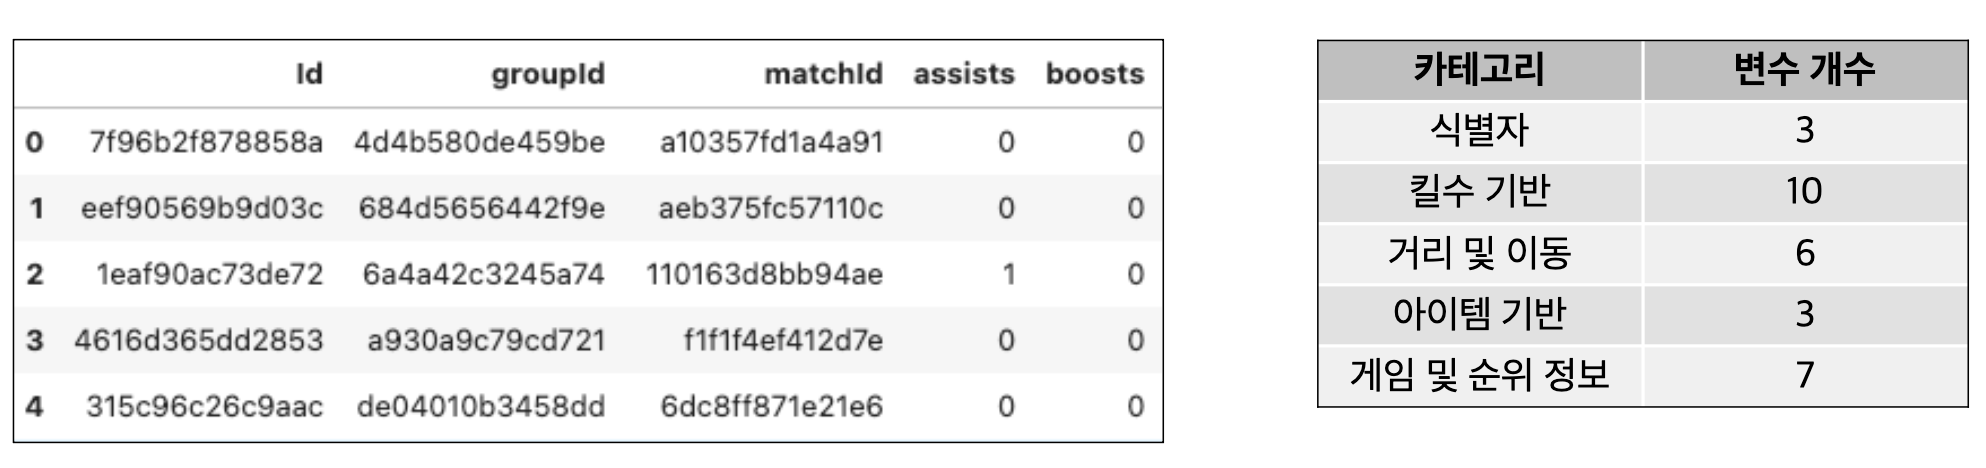 Id groupId matchId assists boosts
0 7f96b2f878858a 4d4b580de459be a10357fd1a4a91 0 0
1 eef90569b9d03c 684d5656442f9e aeb375fc57110c 0 0
2 1eaf90ac73de72 6a4a42c3245a74 110163d8bb94ae 1 0
3 4616d365dd2853 a930a9c79cd721 f1f1f4ef412d7e 0 0
4 315c96c26c9aac de04010b3458dd 6dc8ff871e21e6 0 0
카테고리 변수 개수
식별자 3
킬수 기반 10
거리 및 이동 6
아이템 기반 3
게임 및 순위 정보 7